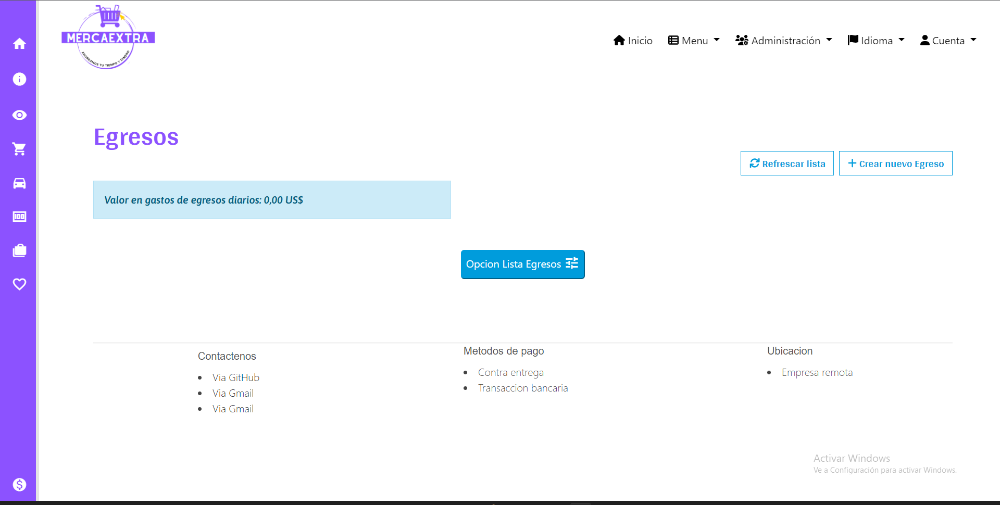 MERCAEXTRA
AHORRAMOS TU TIEMPO Y DINERO
Inicio
Menu
Administración
Idioma
Cuenta
Egresos
Refrescar lista
Crear nuevo Egreso
Valor en gastos de egresos diarios: 0,00 US$
100
Opcion Lista Egresos
Contactenos
Via GitHub
Via Gmail
Via Gmail
Metodos de pago
Contra entrega
Transaccion bancaria
Ubicacion
Empresa remota
Activar Windows
Ve a Configuración para activar Windows.